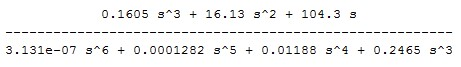 0.1605 s^3 + 16.13 s^2 + 104.3 s
---------------------------------------------------------
3.131e-07 s^6 + 0.0001282 s^5 + 0.01188 s^4 + 0.2465 s^3